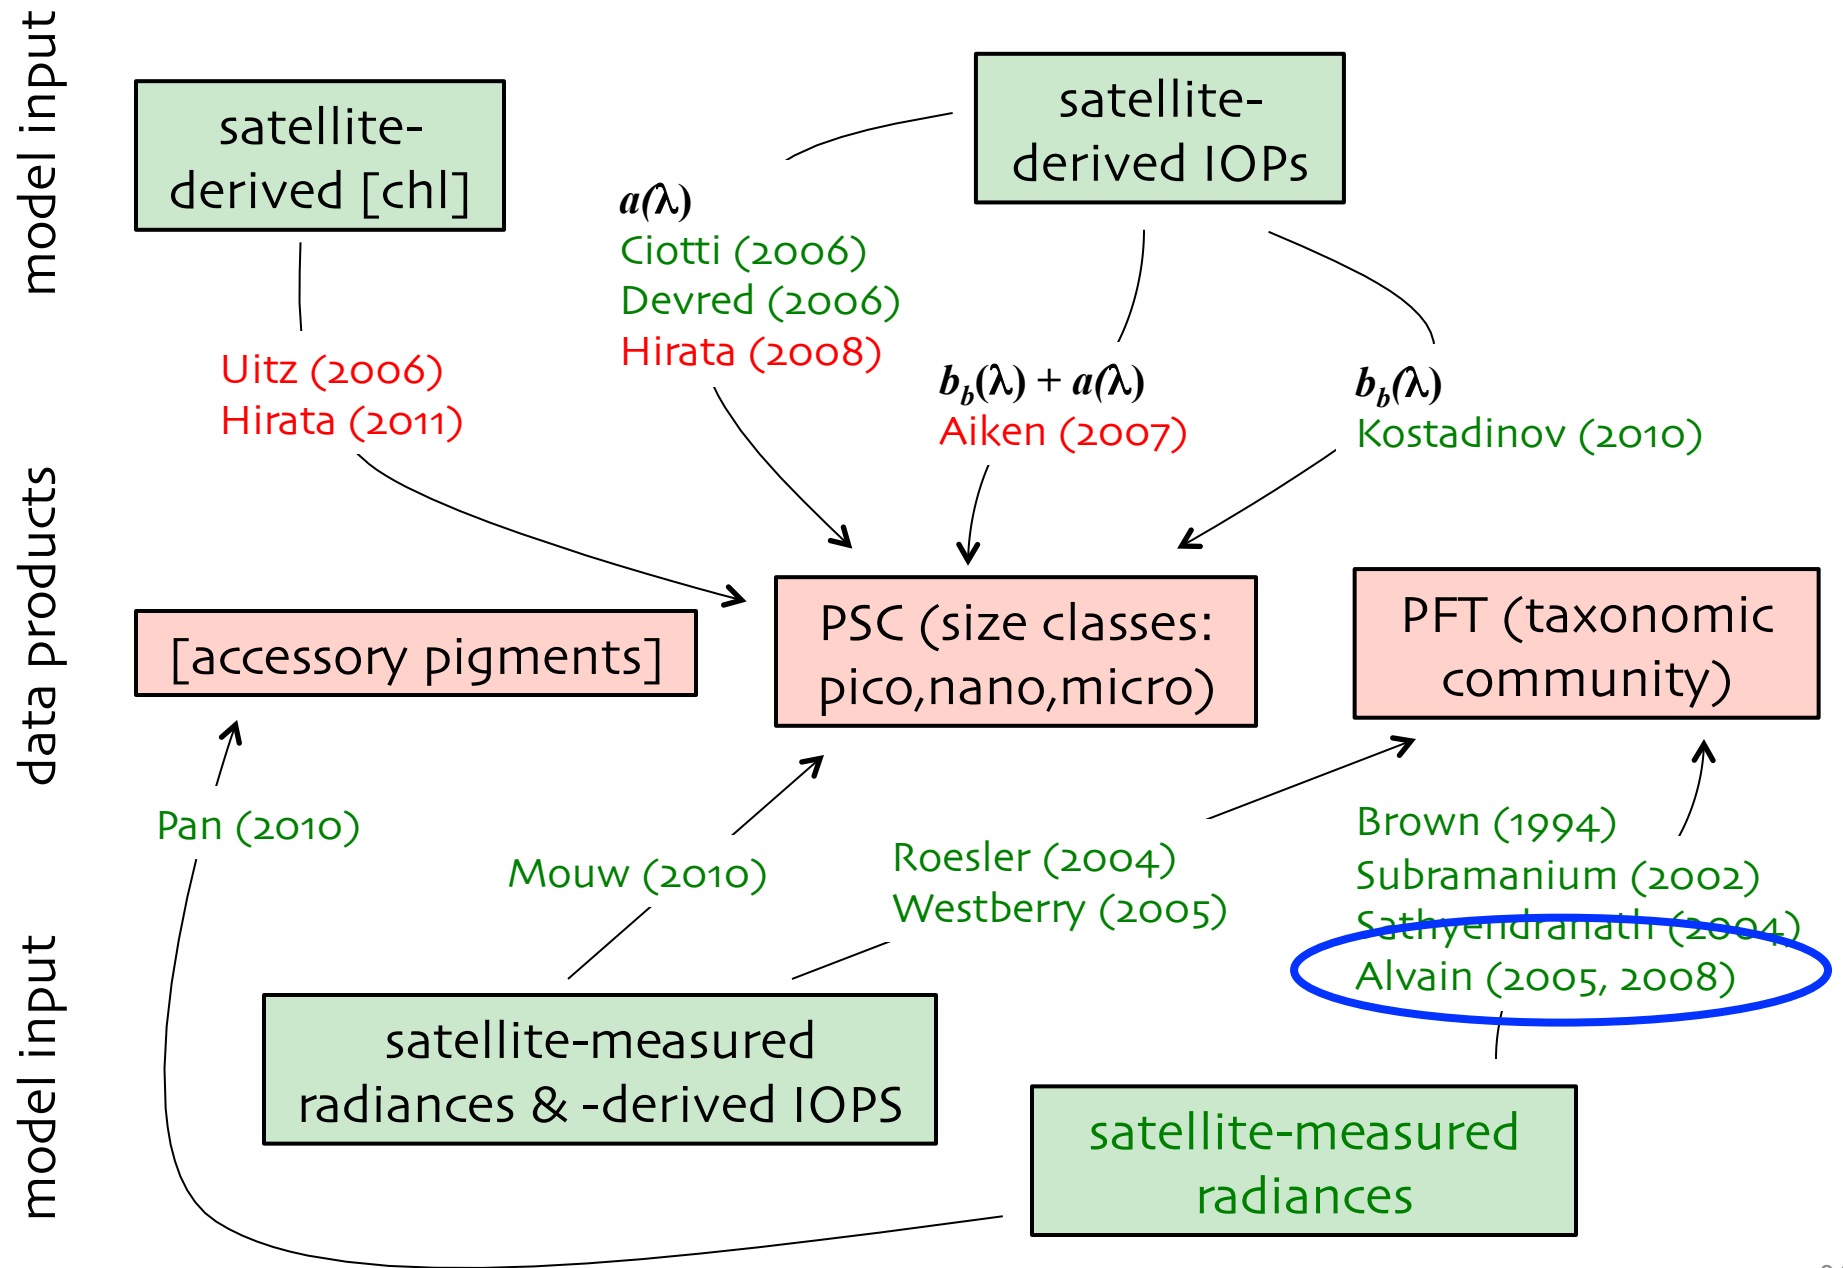 model input
satellite-
derived [chl]
satellite-
derived IOPs
a(λ)
Ciotti (2006)
Devred (2006)
Hirata (2008)
Uitz (2006)
Hirata (2011)
b_b(λ) + a(λ)
Aiken (2007)
b_b(λ)
Kostadinov (2010)
data products
[accessory pigments]
PSC (size classes:
pico,nano,micro)
PFT (taxonomic
community)
Pan (2010)
Mouw (2010)
Roesler (2004)
Westberry (2005)
Brown (1994)
Subramanium (2002)
Sathyendranath (2004)
Alvain (2005, 2008)
model input
satellite-measured
radiances & -derived IOPS
satellite-measured
radiances